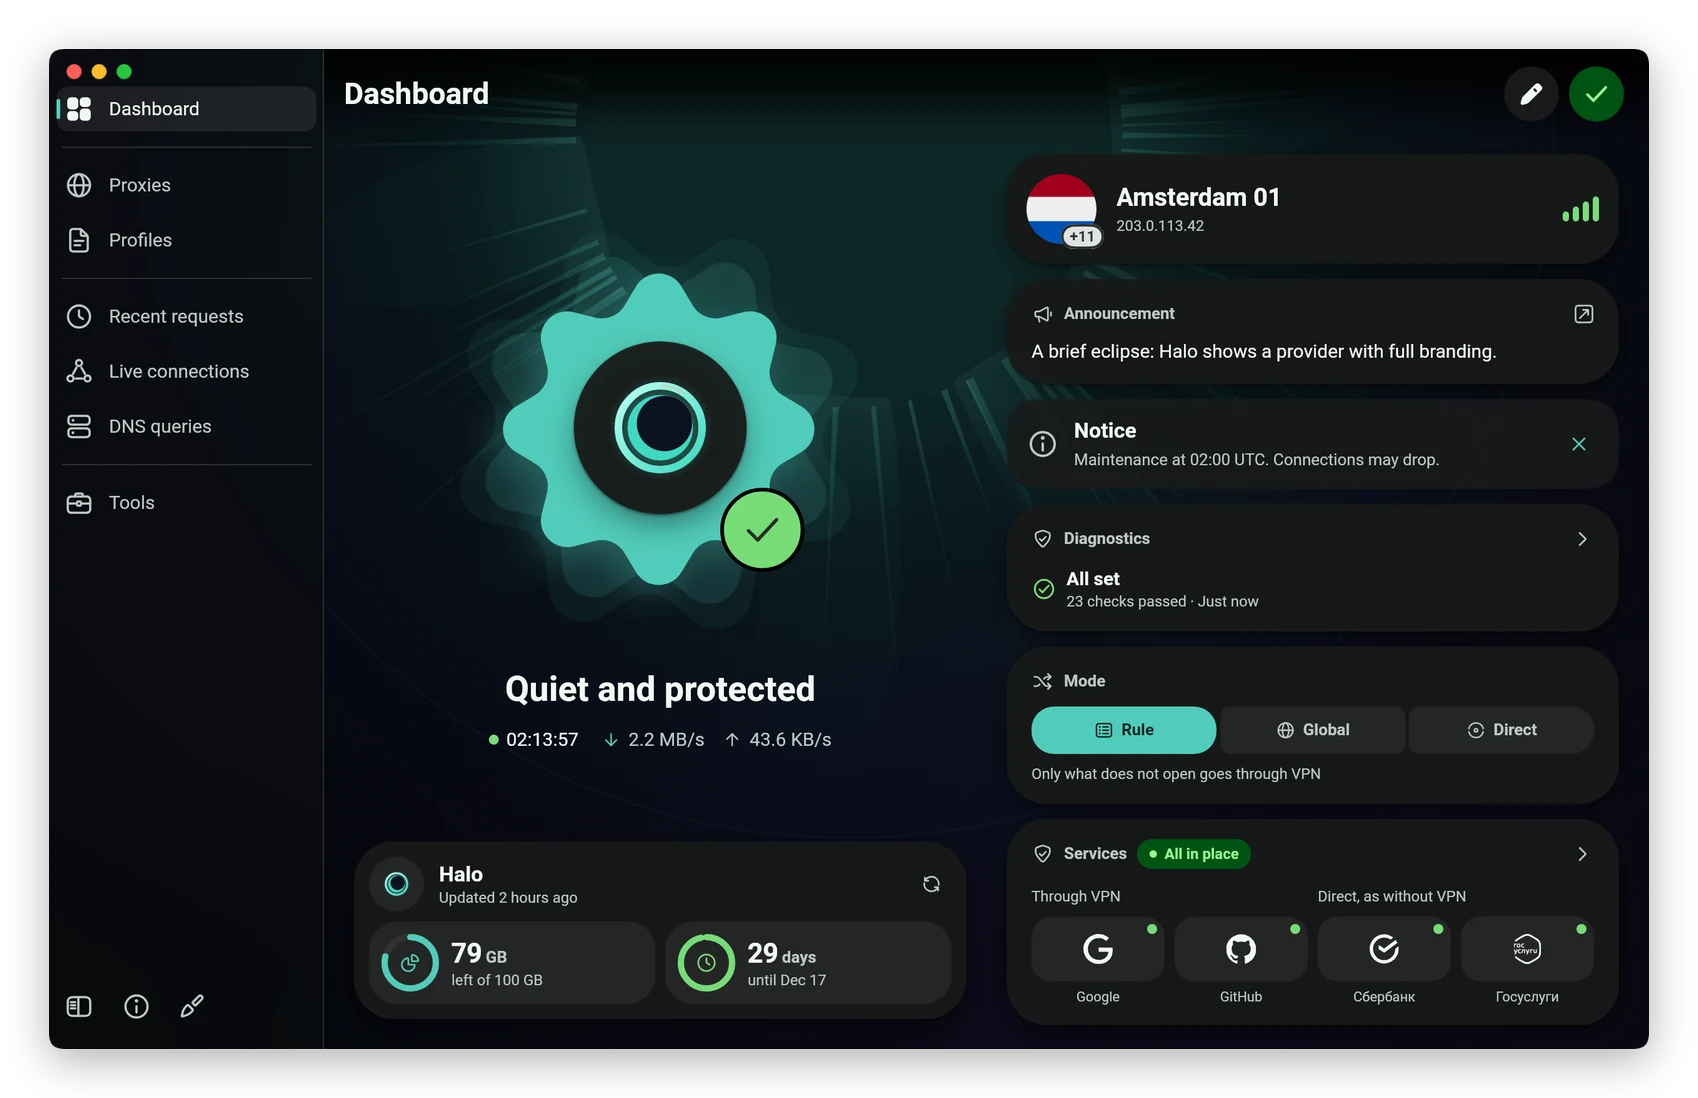 Dashboard
Proxies
Profiles
Recent requests
Live connections
DNS queries
Tools
Dashboard
Quiet and protected
02:13:57 2.2 MB/s 43.6 KB/s
Halo
Updated 2 hours ago
79 GB
left of 100 GB
29 days
until Dec 17
Amsterdam 01
203.0.113.42
+11
Announcement
A brief eclipse: Halo shows a provider with full branding.
Notice
Maintenance at 02:00 UTC. Connections may drop.
Diagnostics
All set
23 checks passed · Just now
Mode
Rule Global Direct
Only what does not open goes through VPN
Services All in place
Through VPN Direct, as without VPN
гос
услуги
Google GitHub Сбербанк Госуслуги